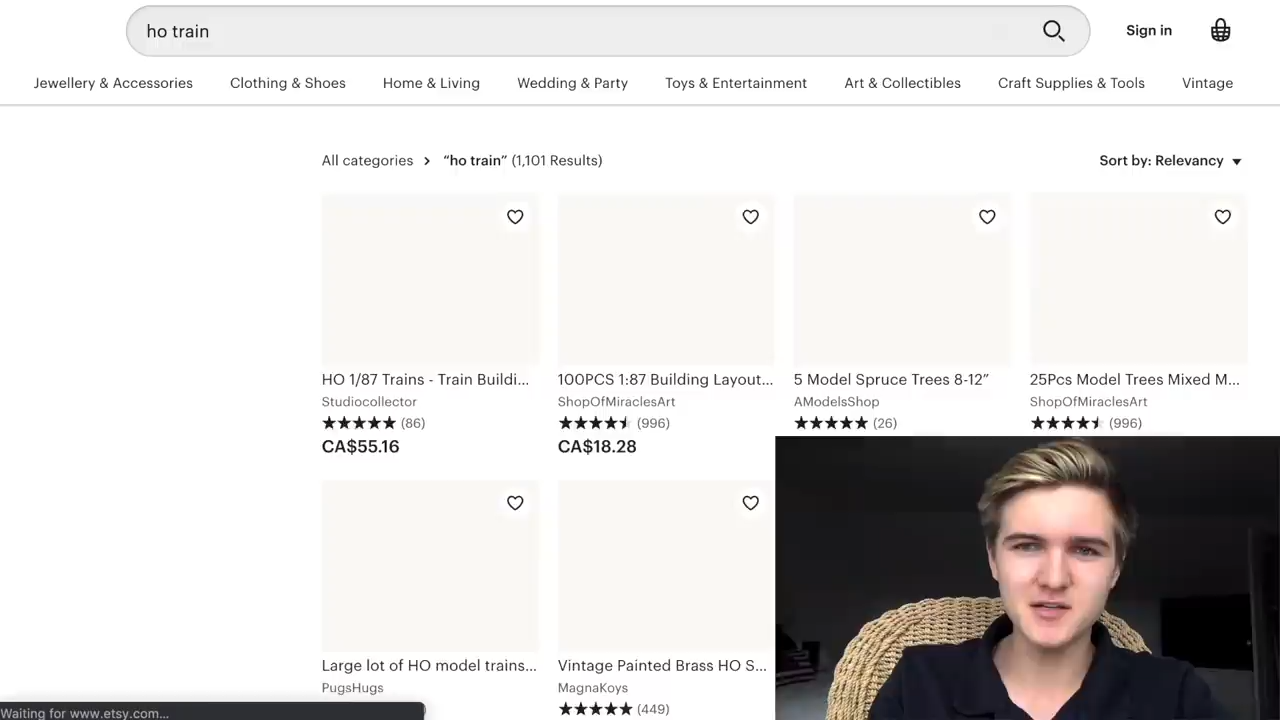 ho train
Sign in
Jewellery & Accessories Clothing & Shoes Home & Living Wedding & Party Toys & Entertainment Art & Collectibles Craft Supplies & Tools Vintage
All categories > “ho train” (1,101 Results)
Sort by: Relevancy
HO 1/87 Trains - Train Buildi... 100PCS 1:87 Building Layout... 5 Model Spruce Trees 8-12” 25Pcs Model Trees Mixed M...
Studiocollector ShopOfMiraclesArt AModelsShop ShopOfMiraclesArt
(86) (996) (26) (996)
CA$55.16 CA$18.28
Large lot of HO model trains... Vintage Painted Brass HO S...
PugsHugs MagnaKoys
(449)
Waiting for www.etsy.com...